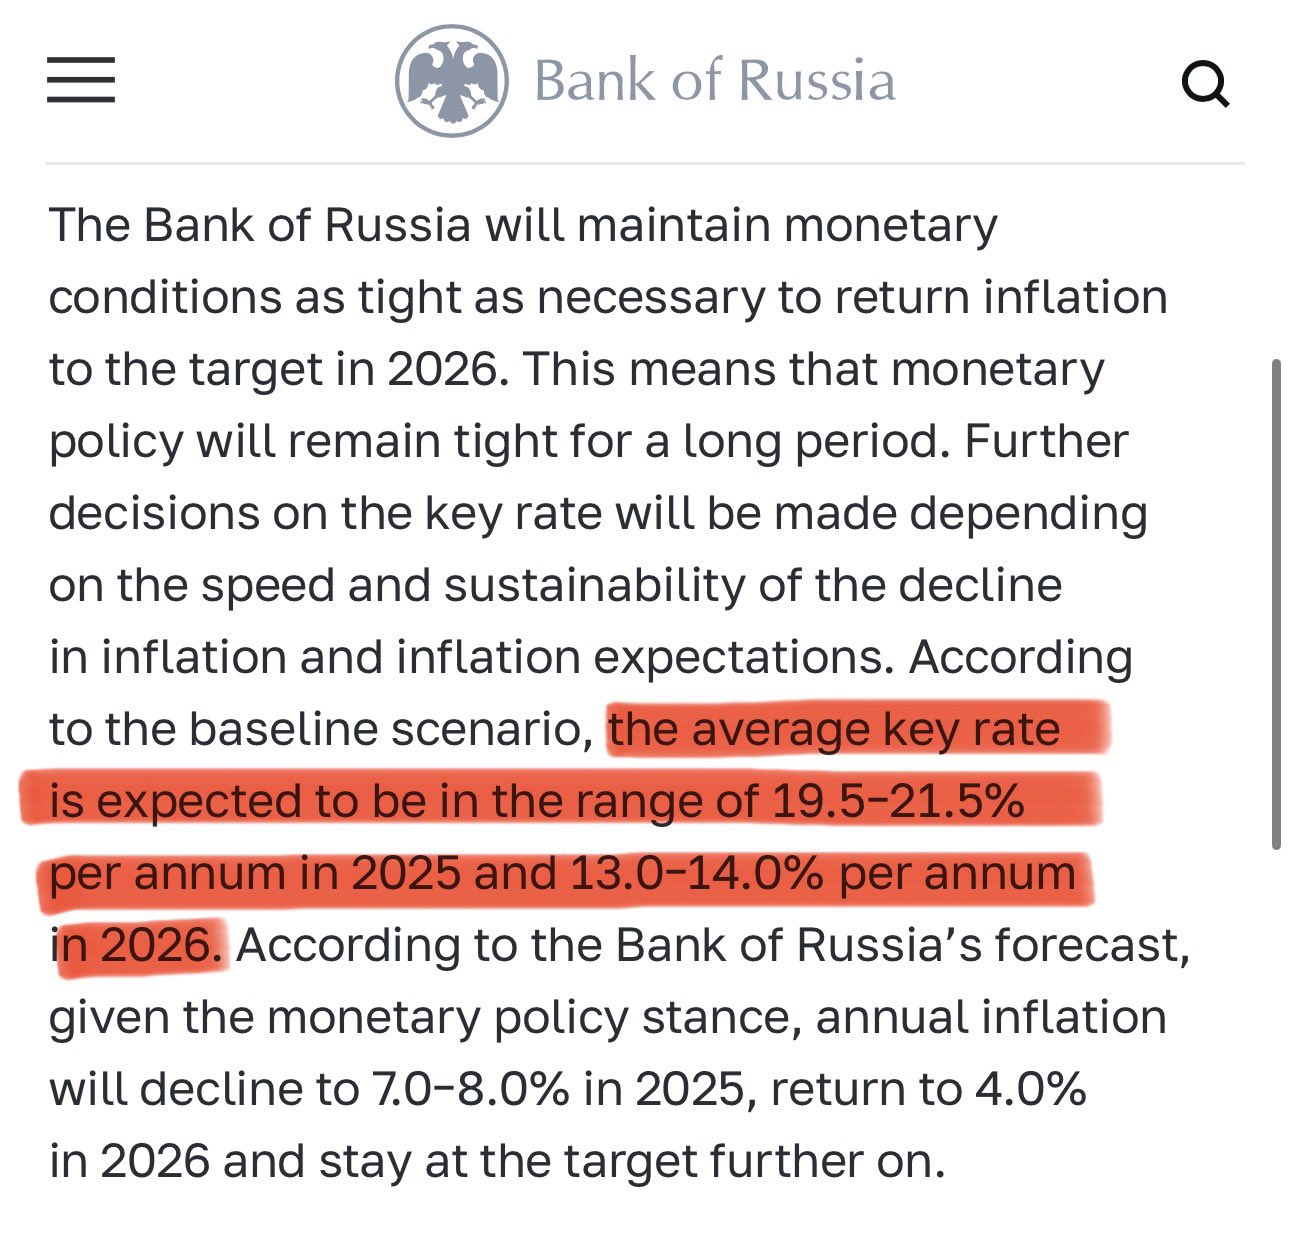 Bank of Russia
The Bank of Russia will maintain monetary
conditions as tight as necessary to return inflation
to the target in 2026. This means that monetary
policy will remain tight for a long period. Further
decisions on the key rate will be made depending
on the speed and sustainability of the decline
in inflation and inflation expectations. According
to the baseline scenario, the average key rate
is expected to be in the range of 19.5–21.5%
per annum in 2025 and 13.0–14.0% per annum
in 2026. According to the Bank of Russia’s forecast,
given the monetary policy stance, annual inflation
will decline to 7.0–8.0% in 2025, return to 4.0%
in 2026 and stay at the target further on.